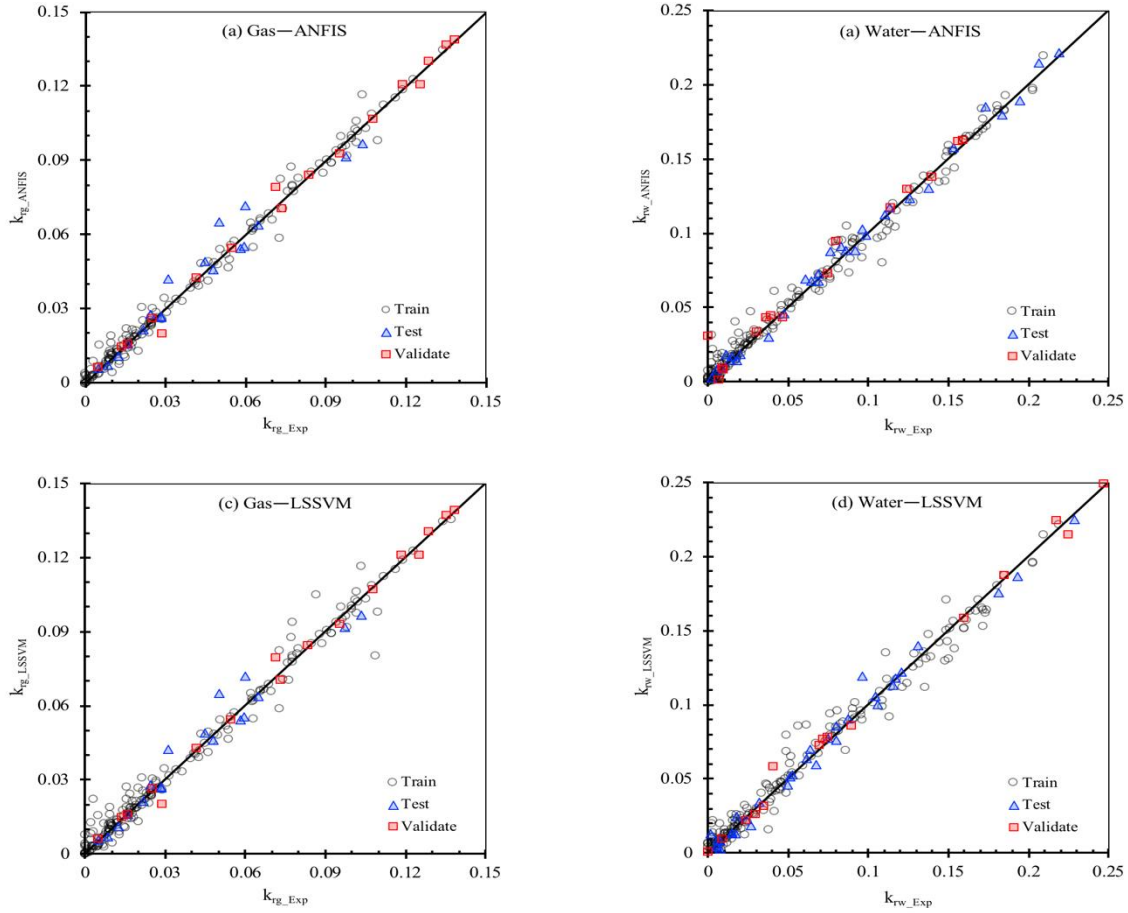 (a) Gas—ANFIS
0.15
0.12
0.09
0.06
0.03
0
k_rg_ANFIS
Train
Test
Validate
0 0.03 0.06 0.09 0.12 0.15
k_rg_Exp
(a) Water—ANFIS
0.25
0.2
0.15
0.1
0.05
0
k_rw_ANFIS
Train
Test
Validate
0 0.05 0.1 0.15 0.2 0.25
k_rw_Exp
(c) Gas—LSSVM
0.15
0.12
0.09
0.06
0.03
0
k_rg_LSSVM
Train
Test
Validate
0 0.03 0.06 0.09 0.12 0.15
k_rg_Exp
(d) Water—LSSVM
0.25
0.2
0.15
0.1
0.05
0
k_rw_LSSVM
Train
Test
Validate
0 0.05 0.1 0.15 0.2 0.25
k_rw_Exp